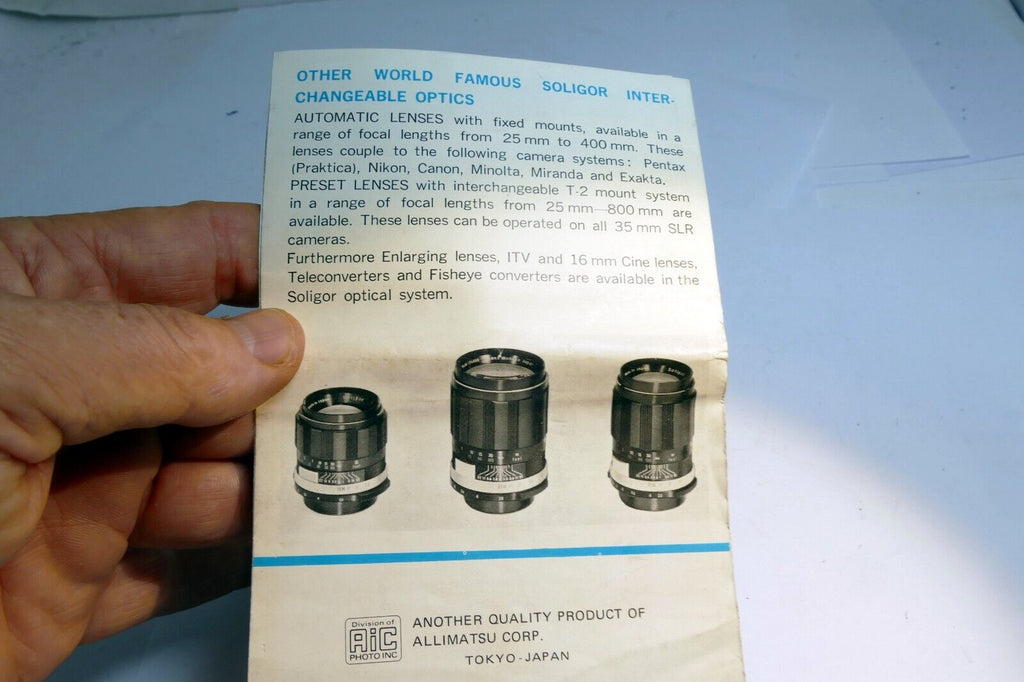 OTHER WORLD FAMOUS SOLIGOR INTER-
CHANGEABLE OPTICS
AUTOMATIC LENSES with fixed mounts, available in a
range of focal lengths from 25 mm to 400 mm. These
lenses couple to the following camera systems: Pentax
(Praktica), Nikon, Canon, Minolta, Miranda and Exakta.
PRESET LENSES with interchangeable T-2 mount system
in a range of focal lengths from 25 mm—800 mm are
available. These lenses can be operated on all 35 mm SLR
cameras.
Furthermore Enlarging lenses, ITV and 16 mm Cine lenses,
Teleconverters and Fisheye converters are available in the
Soligor optical system.
Division of
AiC
PHOTO INC
ANOTHER QUALITY PRODUCT OF
ALLIMATSU CORP.
TOKYO-JAPAN